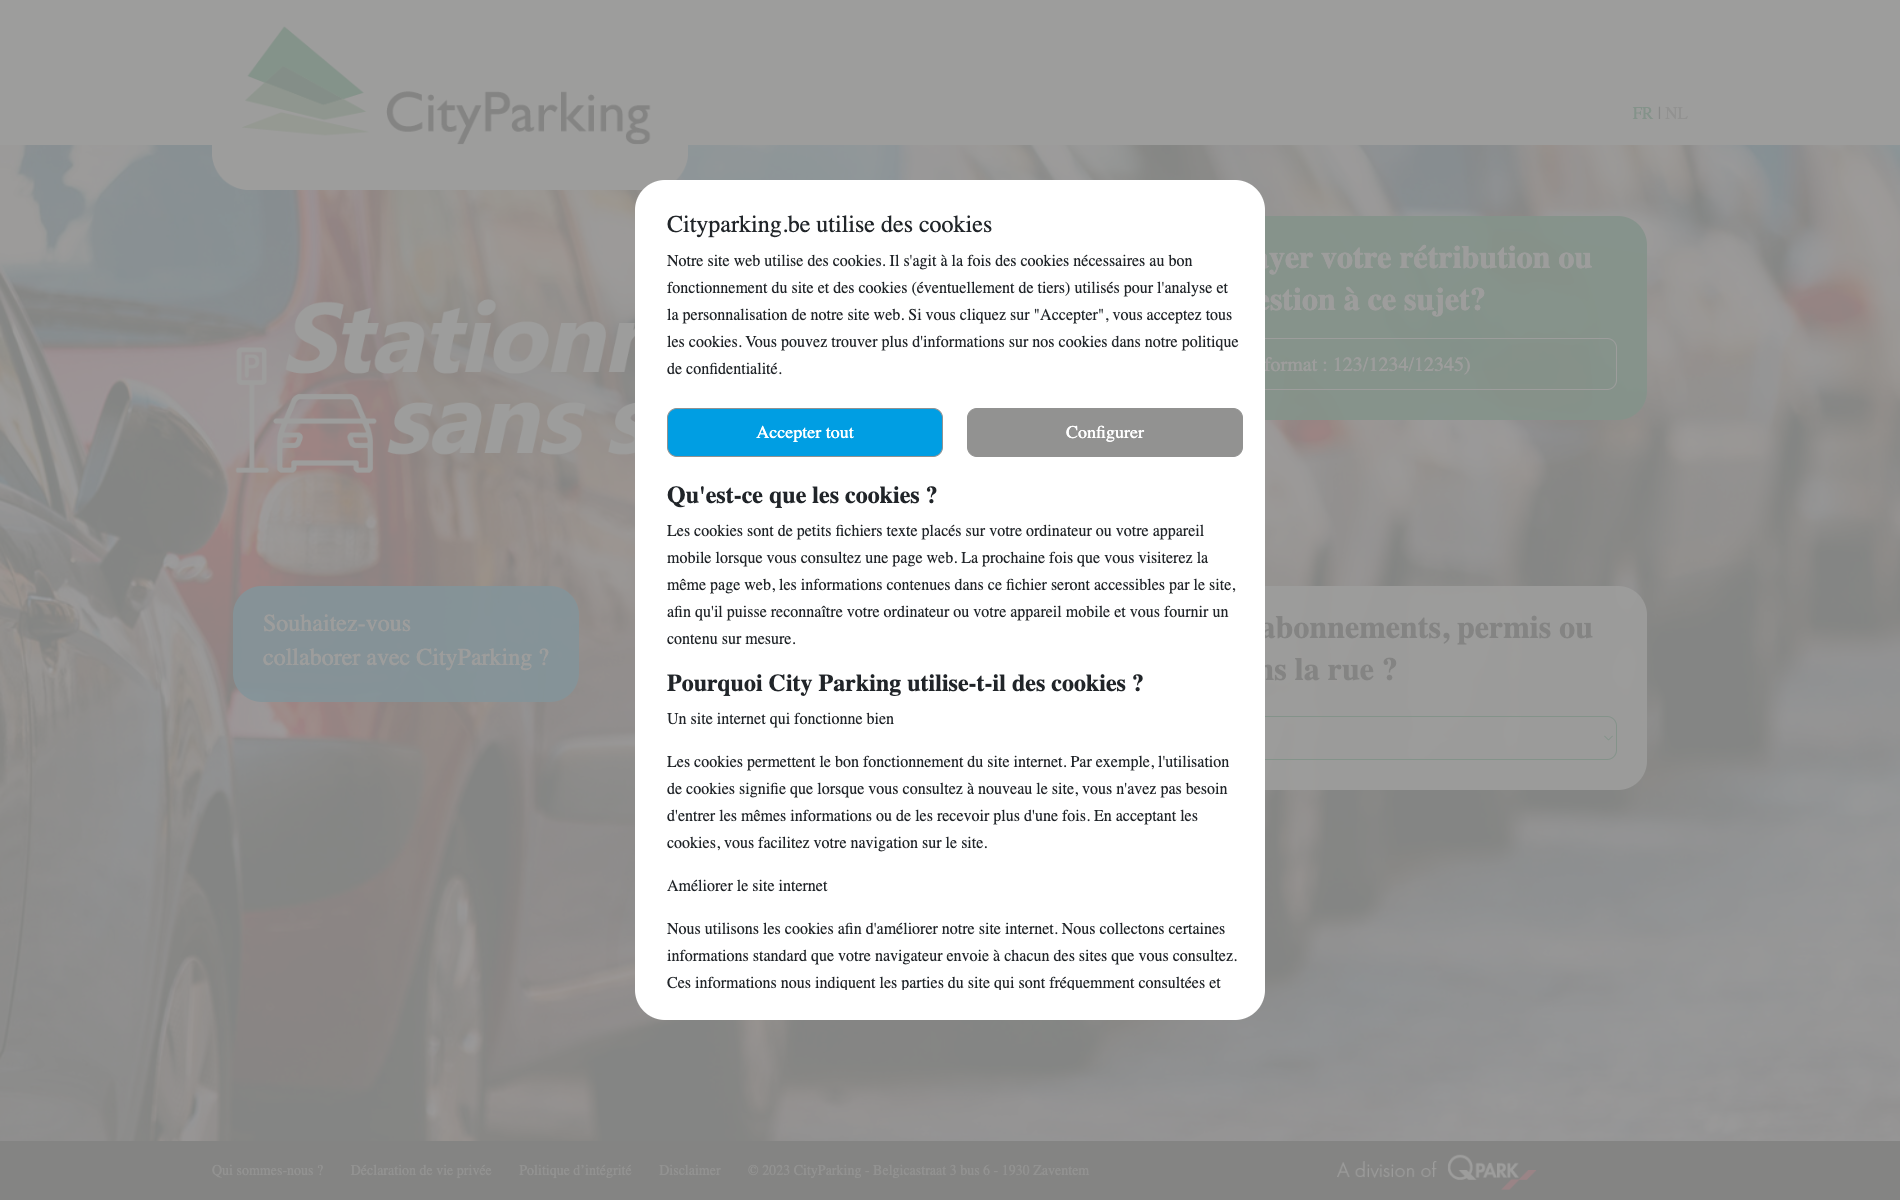 CityParking
FR | NL
Stationn
sans s
P
Souhaitez-vous
collaborer avec CityParking ?
Cityparking.be utilise des cookies
Notre site web utilise des cookies. Il s'agit à la fois des cookies nécessaires au bon
fonctionnement du site et des cookies (éventuellement de tiers) utilisés pour l'analyse et
la personnalisation de notre site web. Si vous cliquez sur "Accepter", vous acceptez tous
les cookies. Vous pouvez trouver plus d'informations sur nos cookies dans notre politique
de confidentialité.
Accepter tout
Configurer
Qu'est-ce que les cookies ?
Les cookies sont de petits fichiers texte placés sur votre ordinateur ou votre appareil
mobile lorsque vous consultez une page web. La prochaine fois que vous visiterez la
même page web, les informations contenues dans ce fichier seront accessibles par le site,
afin qu'il puisse reconnaître votre ordinateur ou votre appareil mobile et vous fournir un
contenu sur mesure.
Pourquoi City Parking utilise-t-il des cookies ?
Un site internet qui fonctionne bien
Les cookies permettent le bon fonctionnement du site internet. Par exemple, l'utilisation
de cookies signifie que lorsque vous consultez à nouveau le site, vous n'avez pas besoin
d'entrer les mêmes informations ou de les recevoir plus d'une fois. En acceptant les
cookies, vous facilitez votre navigation sur le site.
Améliorer le site internet
Nous utilisons les cookies afin d'améliorer notre site internet. Nous collectons certaines
informations standard que votre navigateur envoie à chacun des sites que vous consultez.
Ces informations nous indiquent les parties du site qui sont fréquemment consultées et
yer votre rétribution ou
estion à ce sujet?
format : 123/1234/12345)
abonnements, permis ou
ns la rue ?
Qui sommes-nous ? Déclaration de vie privée Politique d'intégrité Disclaimer © 2023 CityParking - Belgicastraat 3 bus 6 - 1930 Zaventem
A division of Q PARK